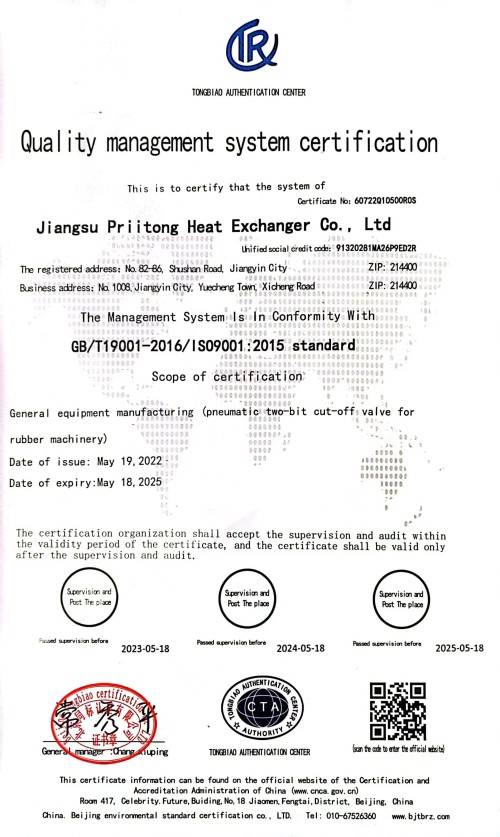 TR
TONGBIAO AUTHENTICATION CENTER
Quality management system certification
This is to certify that the system of
Certificate No: 60722Q10500R0S
Jiangsu Priitong Heat Exchanger Co., Ltd
Unified social credit code: 91320281MA26P9ED2R
The registered address: No. 82-86, Shushan Road, Jiangyin City ZIP: 214400
Business address: No. 1008, Jiangyin City, Yuecheng Town, Xicheng Road ZIP: 214400
The Management System Is In Conformity With
GB/T19001-2016/ISO9001:2015 standard
Scope of certification
General equipment manufacturing (pneumatic two-bit cut-off valve for
rubber machinery)
Date of issue: May 19,2022
Date of expiry:May 18,2025
The certification organization shall accept the supervision and audit within
the validity period of the certificate, and the certificate shall be valid only
after the supervision and audit.
Supervision and Post The place
Supervision and Post The place
Supervision and Post The place
Passed supervision before 2023-05-18
Passed supervision before 2024-05-18
Passed supervision before 2025-05-18
证书章
TONGBIAO AUTHENTICATION CENTER
CTA
AUTHORITY
General manager :Chang
TONGBIAO AUTHENTICATION CENTER
(scan the code to enter the official website)
This certificate information can be found on the official website of the Certification and
Accreditation Administration of China (www.cnca.gov.cn)
Room 417, Celebrity.Future,Buiding,No,18 Jiaomen,Fengtai,District, Beijing, China
China. Beijing environmental standard certification co., LTD. Tel: 010-67526360 www.bjtbrz.com